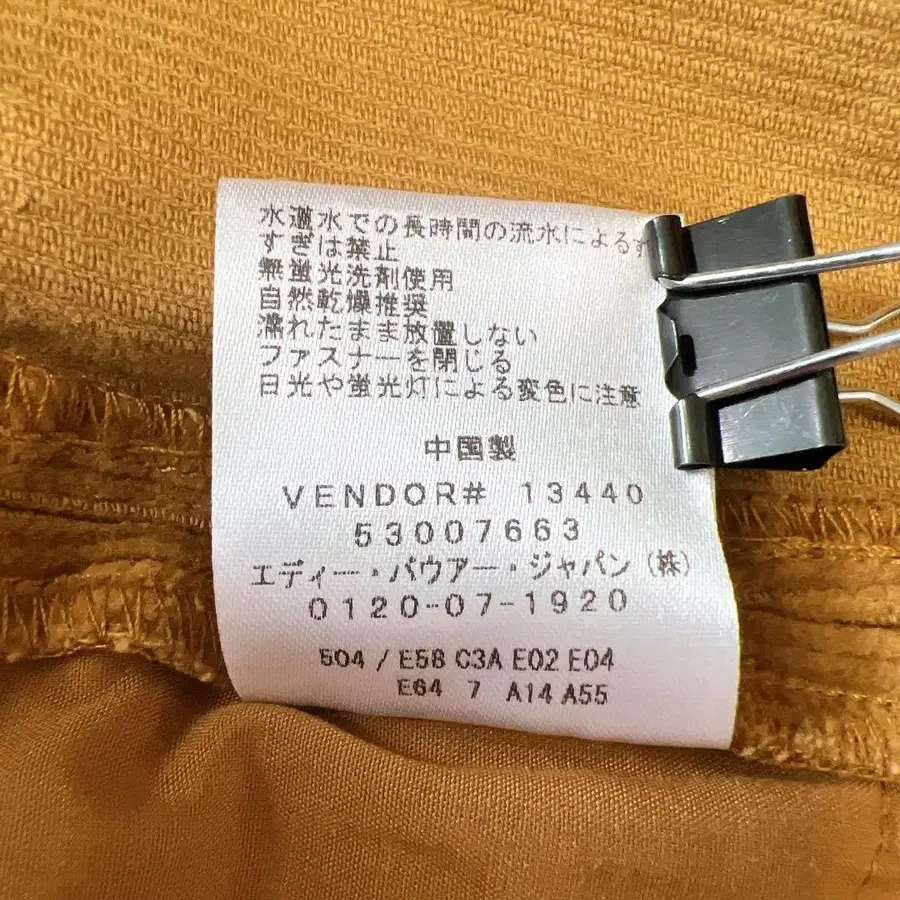 水道水での長時間の流水によるす
すぎは禁止
無蛍光洗剤使用
自然乾燥推奨
濡れたまま放置しない
ファスナーを閉じる
日光や蛍光灯による変色に注意
中国製
VENDOR# 13440
53007663
エディー・バウアー・ジャパン（株）
0120-07-1920
504 / E58 C3A E02 E04
E64 7 A14 A55